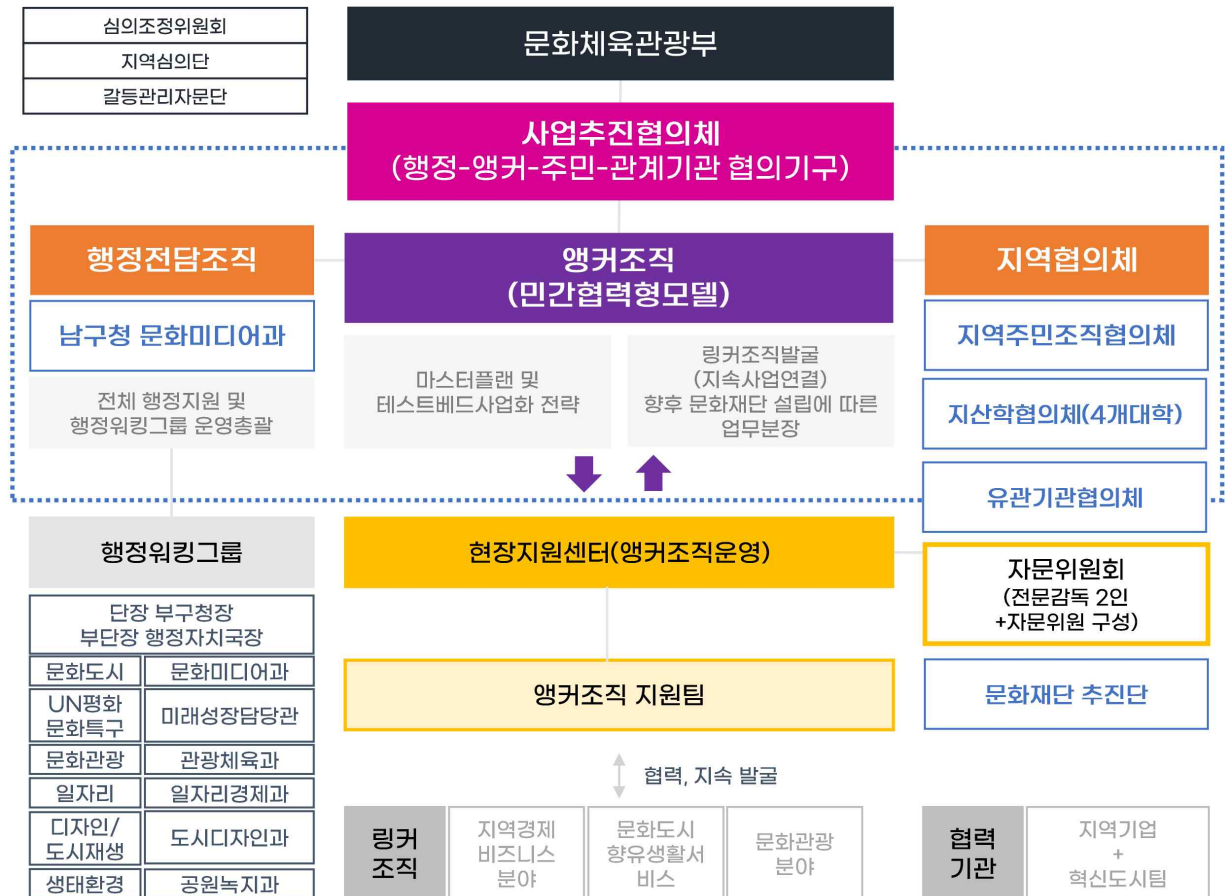 심의조정위원회
지역심의단
갈등관리자문단
문화체육관광부
사업추진협의체
(행정-앵커-주민-관계기관 협의기구)
행정전담조직
앵커조직
(민간협력형모델)
지역협의체
남구청 문화미디어과
전체 행정지원 및
행정워킹그룹 운영총괄
마스터플랜 및
테스트베드사업화 전략
링커조직발굴
(지속사업연결)
향후 문화재단 설립에 따른
업무분장
지역주민조직협의체
지산학협의체(4개대학)
유관기관협의체
행정워킹그룹
단장 부구청장
부단장 행정자치국장
문화도시
문화미디어과
UN평화
문화특구
미래성장담당관
문화관광
관광체육과
일자리
일자리경제과
디자인/
도시재생
도시디자인과
생태환경
공원녹지과
현장지원센터(앵커조직운영)
자문위원회
(전문감독 2인
+자문위원 구성)
앵커조직 지원팀
문화재단 추진단
협력, 지속 발굴
링커
조직
지역경제
비즈니스
분야
문화도시
향유생활서
비스
문화관광
분야
협력
기관
지역기업
+
혁신도시팀